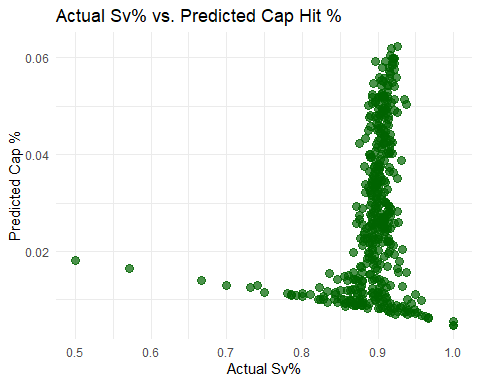 Actual Sv% vs. Predicted Cap Hit %
0.06
0.04
0.02
Predicted Cap %
0.5 0.6 0.7 0.8 0.9 1.0
Actual Sv%